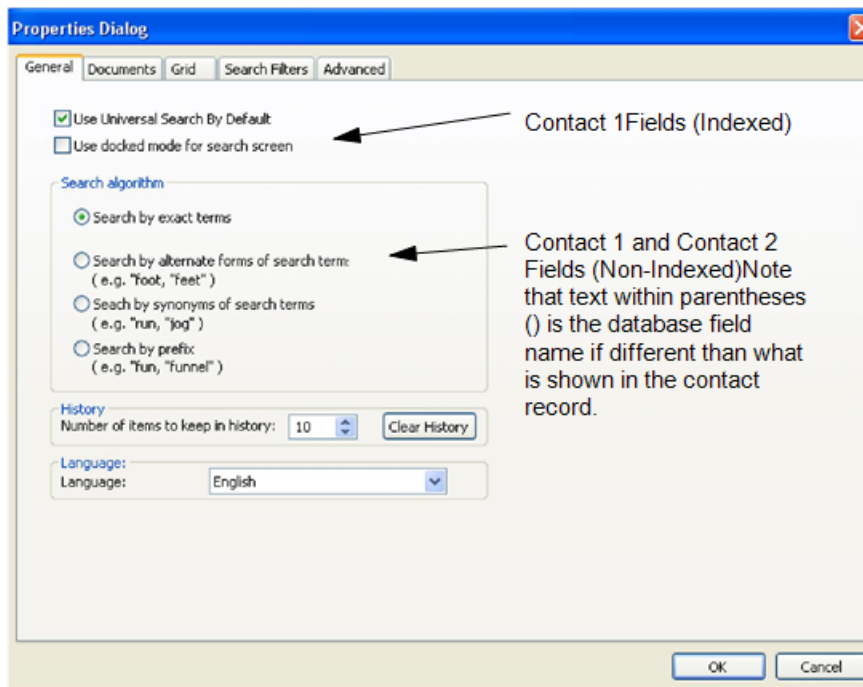 Properties Dialog
General Documents Grid Search Filters Advanced
Use Universal Search By Default
Use docked mode for search screen
Contact 1Fields (Indexed)
Search algorithm
Search by exact terms
Search by alternate forms of search term:
( e.g. "foot, "feet" )
Seach by synonyms of search terms
(e.g. "run, "jog" )
Search by prefix
( e.g. "fun, "funnel" )
Contact 1 and Contact 2
Fields (Non-Indexed)Note
that text within parentheses
() is the database field
name if different than what
is shown in the contact
record.
History
Number of items to keep in history: 10 Clear History
Language:
Language: English
OK Cancel